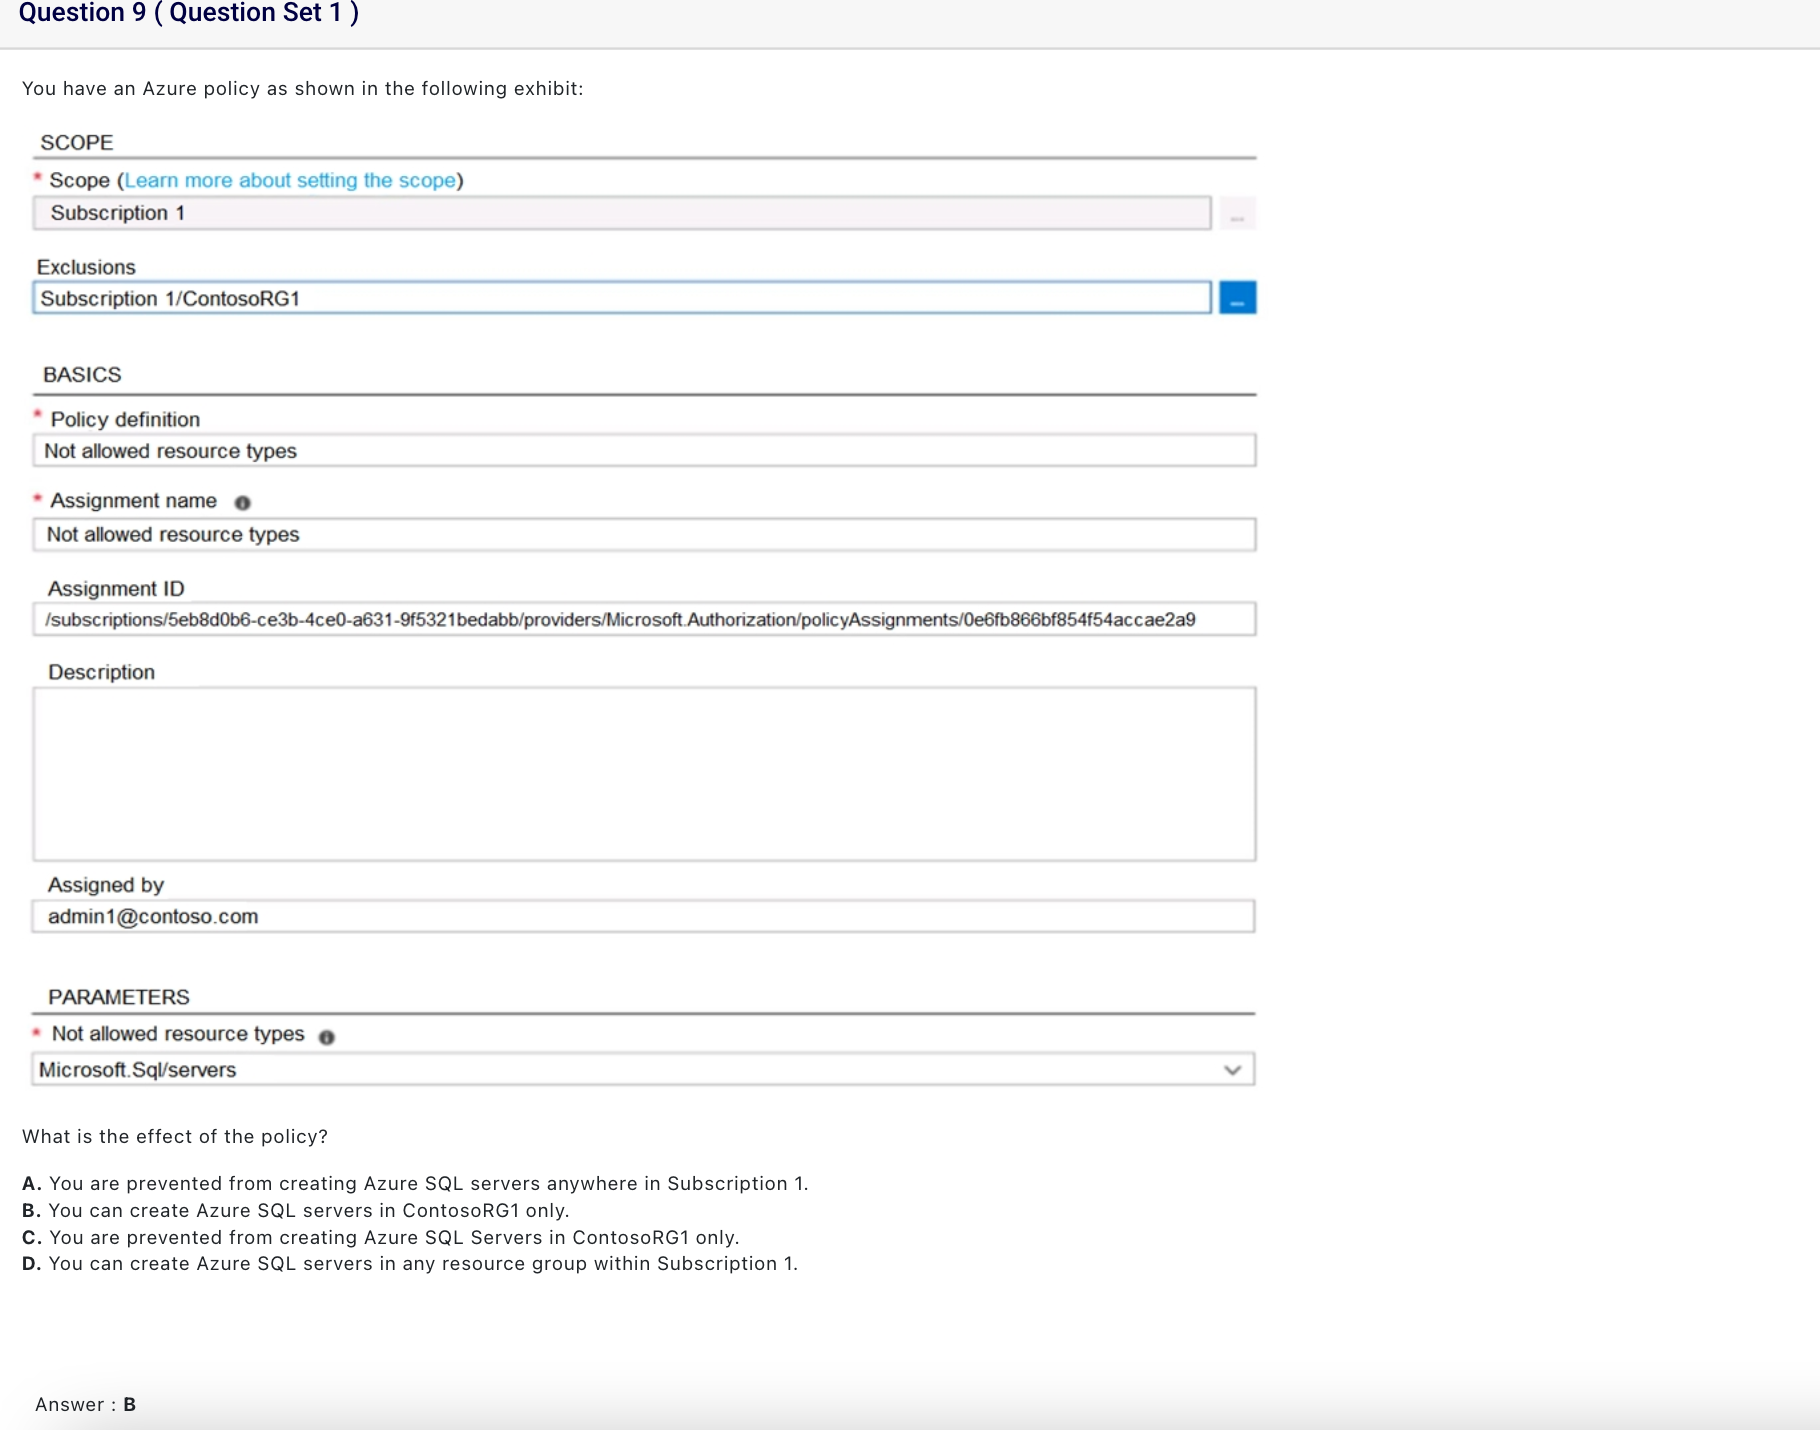 Question 9 ( Question Set 1 )
You have an Azure policy as shown in the following exhibit:
SCOPE
* Scope (Learn more about setting the scope)
Subscription 1
...
Exclusions
Subscription 1/ContosoRG1
...
BASICS
* Policy definition
Not allowed resource types
* Assignment name
Not allowed resource types
Assignment ID
/subscriptions/5eb8d0b6-ce3b-4ce0-a631-9f5321bedabb/providers/Microsoft.Authorization/policyAssignments/0e6fb866bf854f54accae2a9
Description
Assigned by
admin1@contoso.com
PARAMETERS
* Not allowed resource types
Microsoft.Sql/servers
What is the effect of the policy?
A. You are prevented from creating Azure SQL servers anywhere in Subscription 1.
B. You can create Azure SQL servers in ContosoRG1 only.
C. You are prevented from creating Azure SQL Servers in ContosoRG1 only.
D. You can create Azure SQL servers in any resource group within Subscription 1.
Answer : B